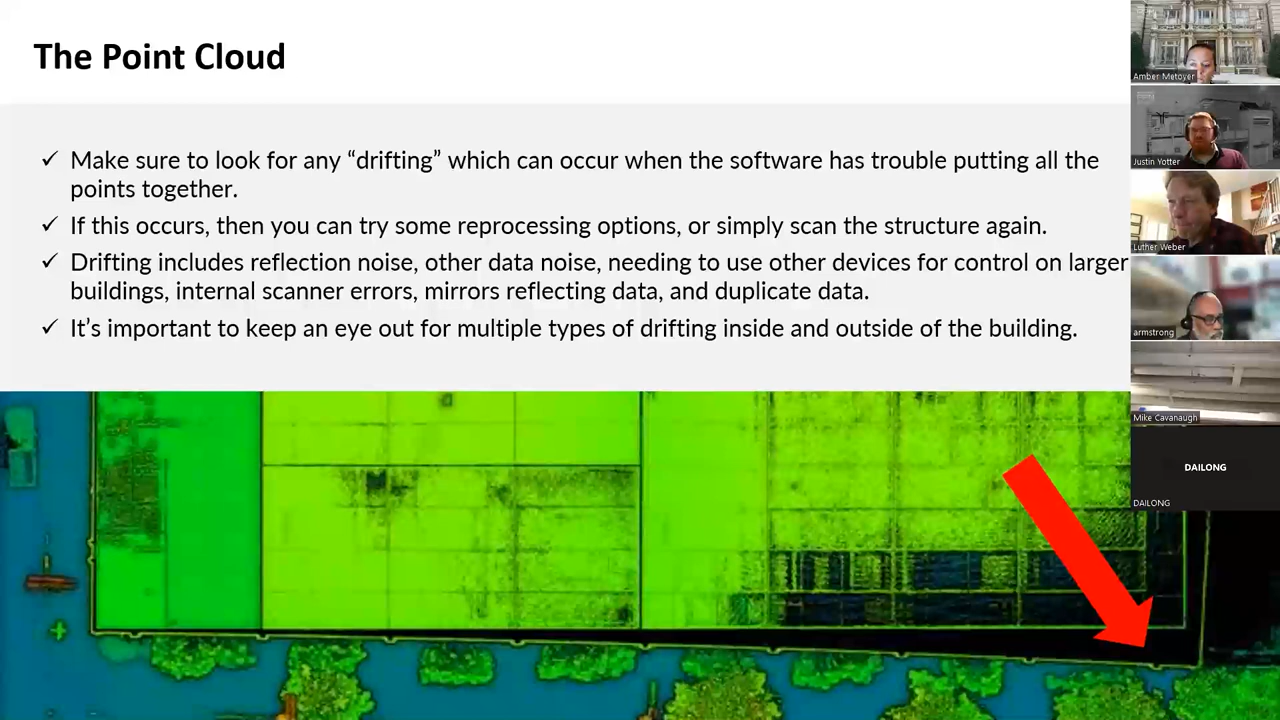 The Point Cloud
✓ Make sure to look for any “drifting” which can occur when the software has trouble putting all the
points together.
✓ If this occurs, then you can try some reprocessing options, or simply scan the structure again.
✓ Drifting includes reflection noise, other data noise, needing to use other devices for control on larger
buildings, internal scanner errors, mirrors reflecting data, and duplicate data.
✓ It’s important to keep an eye out for multiple types of drifting inside and outside of the building.
Amber Metoyer
Justin Yotter
Luther Weber
armstrong
Mike Cavanaugh
DAILONG
DAILONG